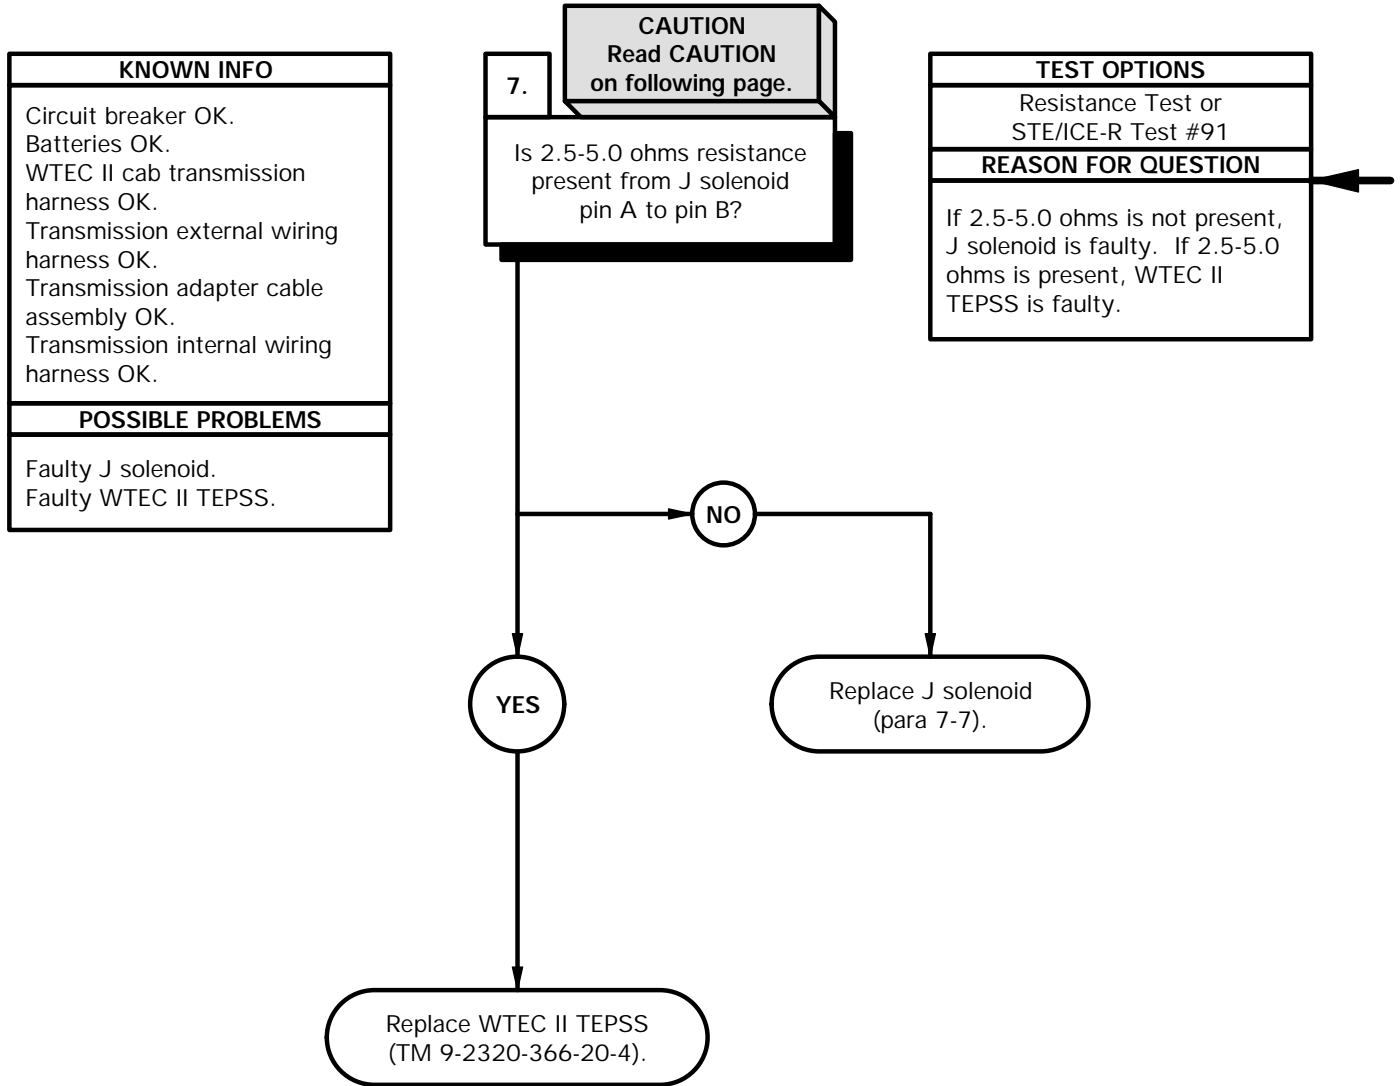 KNOWN INFO
Circuit breaker OK.
Batteries OK.
WTEC II cab transmission
harness OK.
Transmission external wiring
harness OK.
Transmission adapter cable
assembly OK.
Transmission internal wiring
harness OK.
POSSIBLE PROBLEMS
Faulty J solenoid.
Faulty WTEC II TEPSS.
CAUTION
Read CAUTION
on following page.
7.
Is 2.5-5.0 ohms resistance
present from J solenoid
pin A to pin B?
TEST OPTIONS
Resistance Test or
STE/ICE-R Test #91
REASON FOR QUESTION
If 2.5-5.0 ohms is not present,
J solenoid is faulty.  If 2.5-5.0
ohms is present, WTEC II
TEPSS is faulty.
NO
YES
Replace J solenoid
(para 7-7).
Replace WTEC II TEPSS
(TM 9-2320-366-20-4).